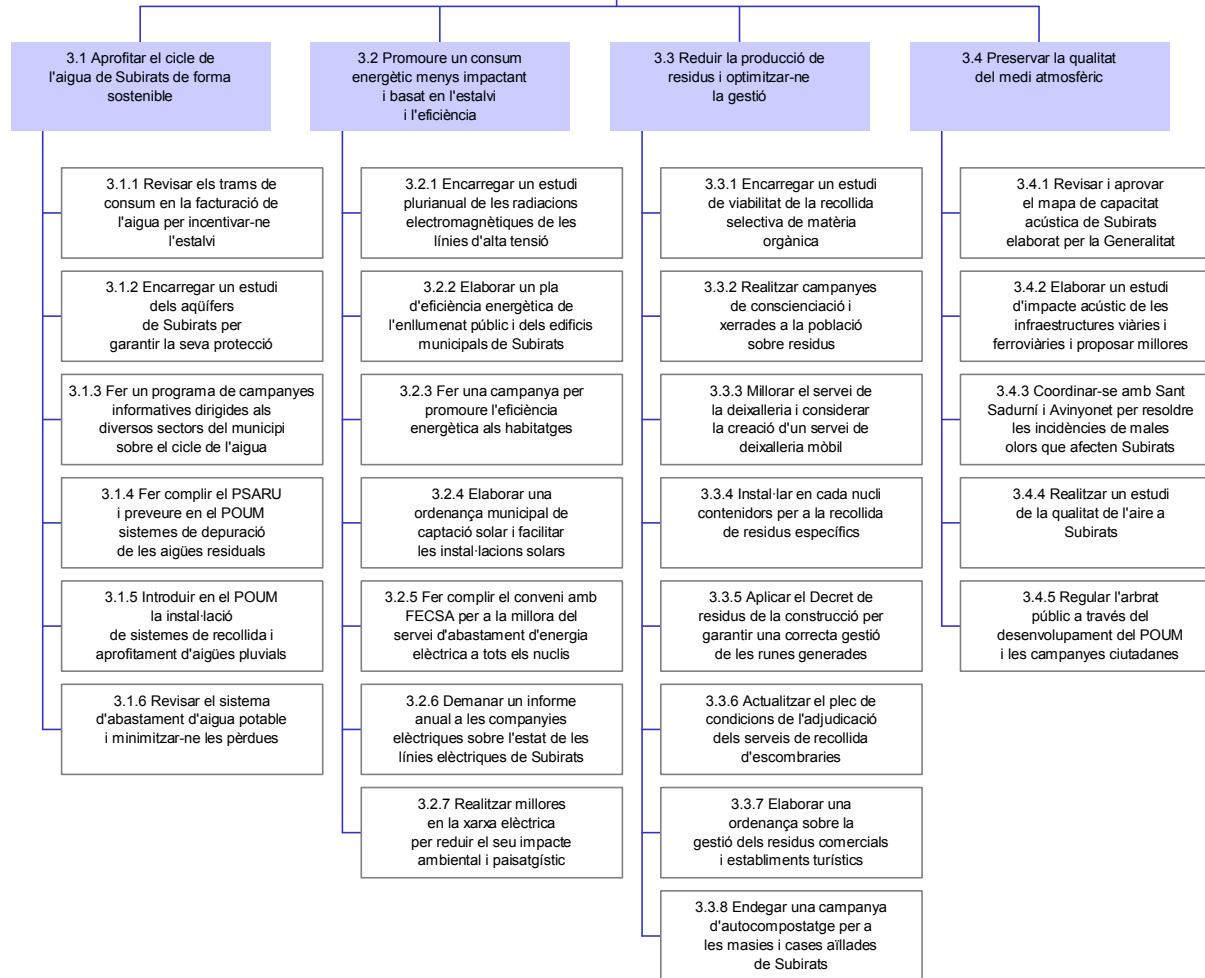 3.1 Aprofitar el cicle de
l'aigua de Subirats de forma
sostenible
3.2 Promoure un consum
energètic menys impactant
i basat en l'estalvi
i l'eficiència
3.3 Reduir la producció de
residus i optimitzar-ne
la gestió
3.4 Preservar la qualitat
del medi atmosfèric
3.1.1 Revisar els trams de
consum en la facturació de
l'aigua per incentivar-ne
l'estalvi
3.1.2 Encarregar un estudi
dels aqüífers
de Subirats per
garantir la seva protecció
3.1.3 Fer un programa de campanyes
informatives dirigides als
diversos sectors del municipi
sobre el cicle de l'aigua
3.1.4 Fer complir el PSARU
i preveure en el POUM
sistemes de depuració
de les aigües residuals
3.1.5 Introduir en el POUM
la instal·lació
de sistemes de recollida i
aprofitament d'aigües pluvials
3.1.6 Revisar el sistema
d'abastament d'aigua potable
i minimitzar-ne les pèrdues
3.2.1 Encarregar un estudi
plurianual de les radiacions
electromagnètiques de les
línies d'alta tensió
3.2.2 Elaborar un pla
d'eficiència energètica de
l'enllumenat públic i dels edificis
municipals de Subirats
3.2.3 Fer una campanya per
promoure l'eficiència
energètica als habitatges
3.2.4 Elaborar una
ordenança municipal de
captació solar i facilitar
les instal·lacions solars
3.2.5 Fer complir el conveni amb
FECSA per a la millora del
servei d'abastament d'energia
elèctrica a tots els nuclis
3.2.6 Demanar un informe
anual a les companyies
elèctriques sobre l'estat de les
línies elèctriques de Subirats
3.2.7 Realitzar millores
en la xarxa elèctrica
per reduir el seu impacte
ambiental i paisatgístic
3.3.1 Encarregar un estudi
de viabilitat de la recollida
selectiva de matèria
orgànica
3.3.2 Realitzar campanyes
de conscienciació i
xerrades a la població
sobre residus
3.3.3 Millorar el servei de
la deixalleria i considerar
la creació d'un servei de
deixalleria mòbil
3.3.4 Instal·lar en cada nucli
contenidors per a la recollida
de residus específics
3.3.5 Aplicar el Decret de
residus de la construcció per
garantir una correcta gestió
de les runes generades
3.3.6 Actualitzar el plec de
condicions de l'adjudicació
dels serveis de recollida
d'escombraries
3.3.7 Elaborar una
ordenança sobre la
gestió dels residus comercials
i establiments turístics
3.3.8 Endegar una campanya
d'autocompostatge per a
les masies i cases aïllades
de Subirats
3.4.1 Revisar i aprovar
el mapa de capacitat
acústica de Subirats
elaborat per la Generalitat
3.4.2 Elaborar un estudi
d'impacte acústic de les
infraestructures viàries i
ferroviàries i proposar millores
3.4.3 Coordinar-se amb Sant
Sadurní i Avinyonet per resoldre
les incidències de males
olors que afecten Subirats
3.4.4 Realitzar un estudi
de la qualitat de l'aire a
Subirats
3.4.5 Regular l'arbrat
públic a través del
desenvolupament del POUM
i les campanyes ciutadanes